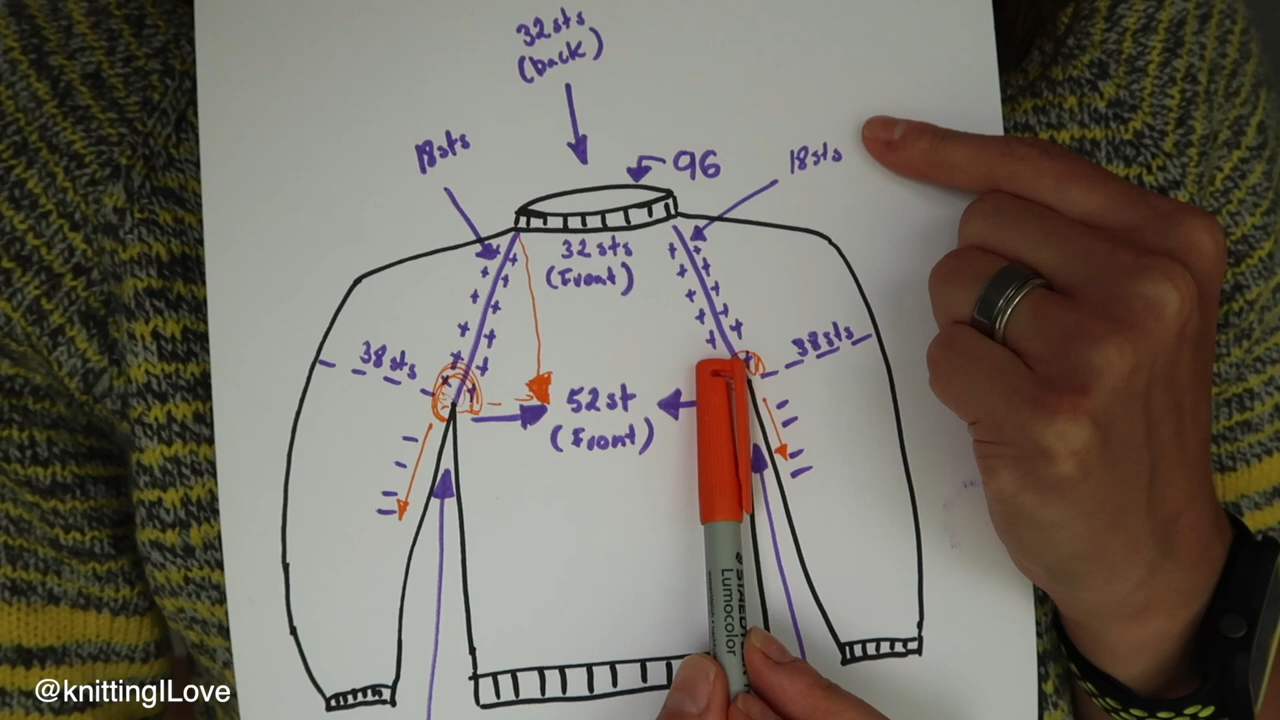 32sts
(back)
18sts
96
18sts
32sts
(Front)
38sts
38sts
52st
(Front)
STAEDTLER
Lumocolor
@knittingILove